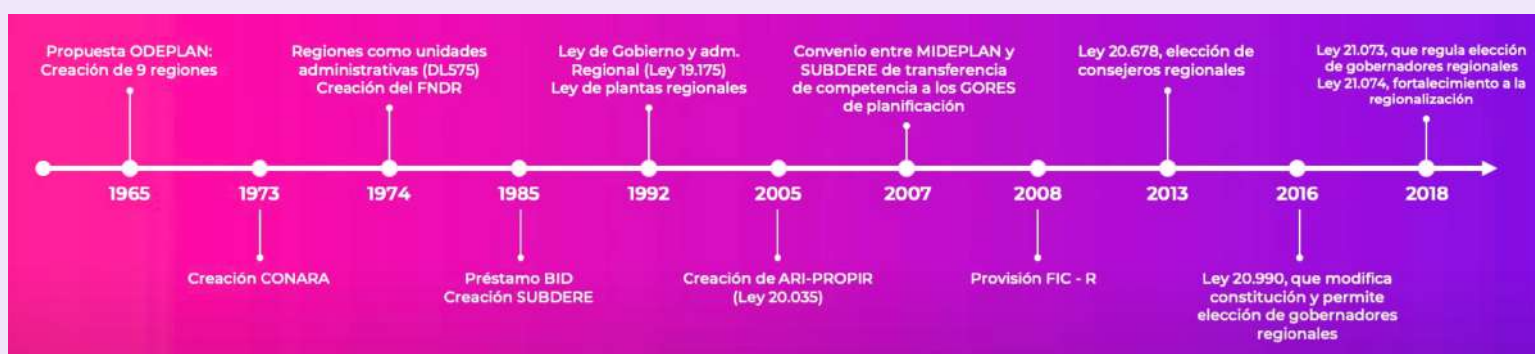 Propuesta ODEPLAN:
Creación de 9 regiones
Regiones como unidades
administrativas (DL575)
Creación del FNDR
Ley de Gobierno y adm.
Regional (Ley 19.175)
Ley de plantas regionales
Convenio entre MIDEPLAN y
SUBDERE de transferencia
de competencia a los GORES
de planificación
Ley 20.678, elección de
consejeros regionales
Ley 21.073, que regula elección
de gobernadores regionales
Ley 21.074, fortalecimiento a la
regionalización
1965 1973 1974 1985 1992 2005 2007 2008 2013 2016 2018
Creación CONARA
Préstamo BID
Creación SUBDERE
Creación de ARI-PROPIR
(Ley 20.035)
Provisión FIC - R
Ley 20.990, que modifica
constitución y permite
elección de gobernadores
regionales